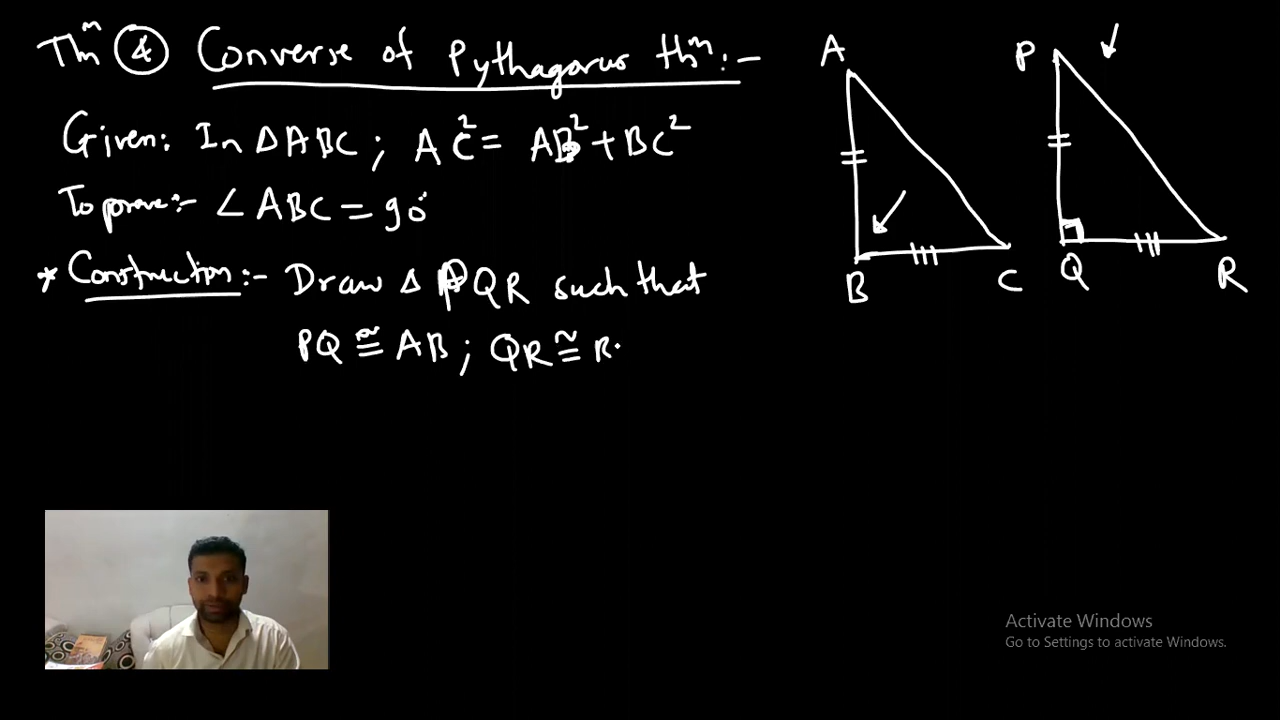 Thm 4 Converse of Pythagorus thm:-
Given: In ΔABC; AC²= AB²+BC²
To prove:- ∠ABC=90°
* Construction:- Draw Δ PQR such that
PQ ≅ AB; QR ≅ B
A
B
C
P
Q
R
Activate Windows
Go to Settings to activate Windows.